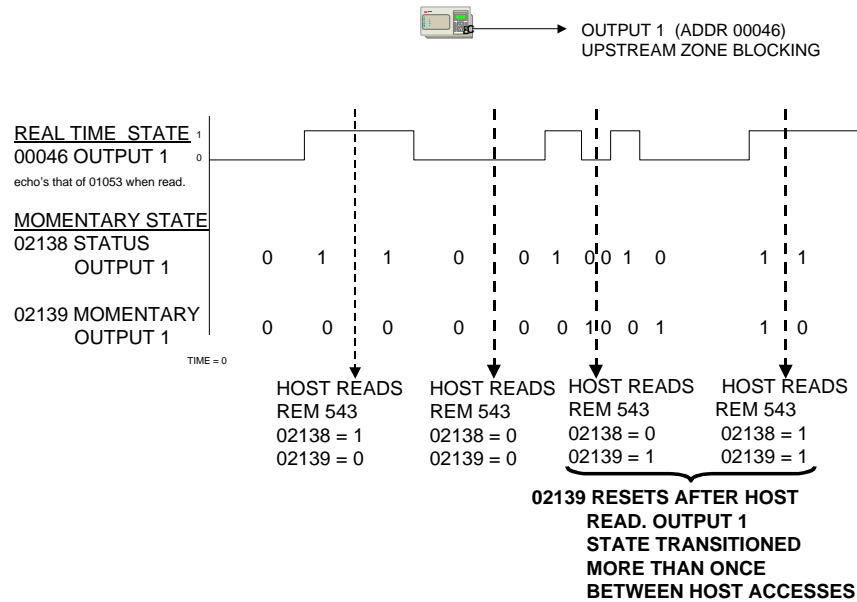 OUTPUT 1 (ADDR 00046)
UPSTREAM ZONE BLOCKING
REAL TIME STATE 1
00046 OUTPUT 1 0
echo's that of 01053 when read.
MOMENTARY STATE
02138 STATUS
OUTPUT 1
0 1 1 0 0 1 0 0 1 0 1 1
02139 MOMENTARY
OUTPUT 1
0 0 0 0 0 0 1 0 0 1 1 0
TIME = 0
HOST READS
REM 543
02138 = 1
02139 = 0
HOST READS
REM 543
02138 = 0
02139 = 0
HOST READS
REM 543
02138 = 0
02139 = 1
HOST READS
REM 543
02138 = 1
02139 = 1
02139 RESETS AFTER HOST
READ. OUTPUT 1
STATE TRANSITIONED
MORE THAN ONCE
BETWEEN HOST ACCESSES